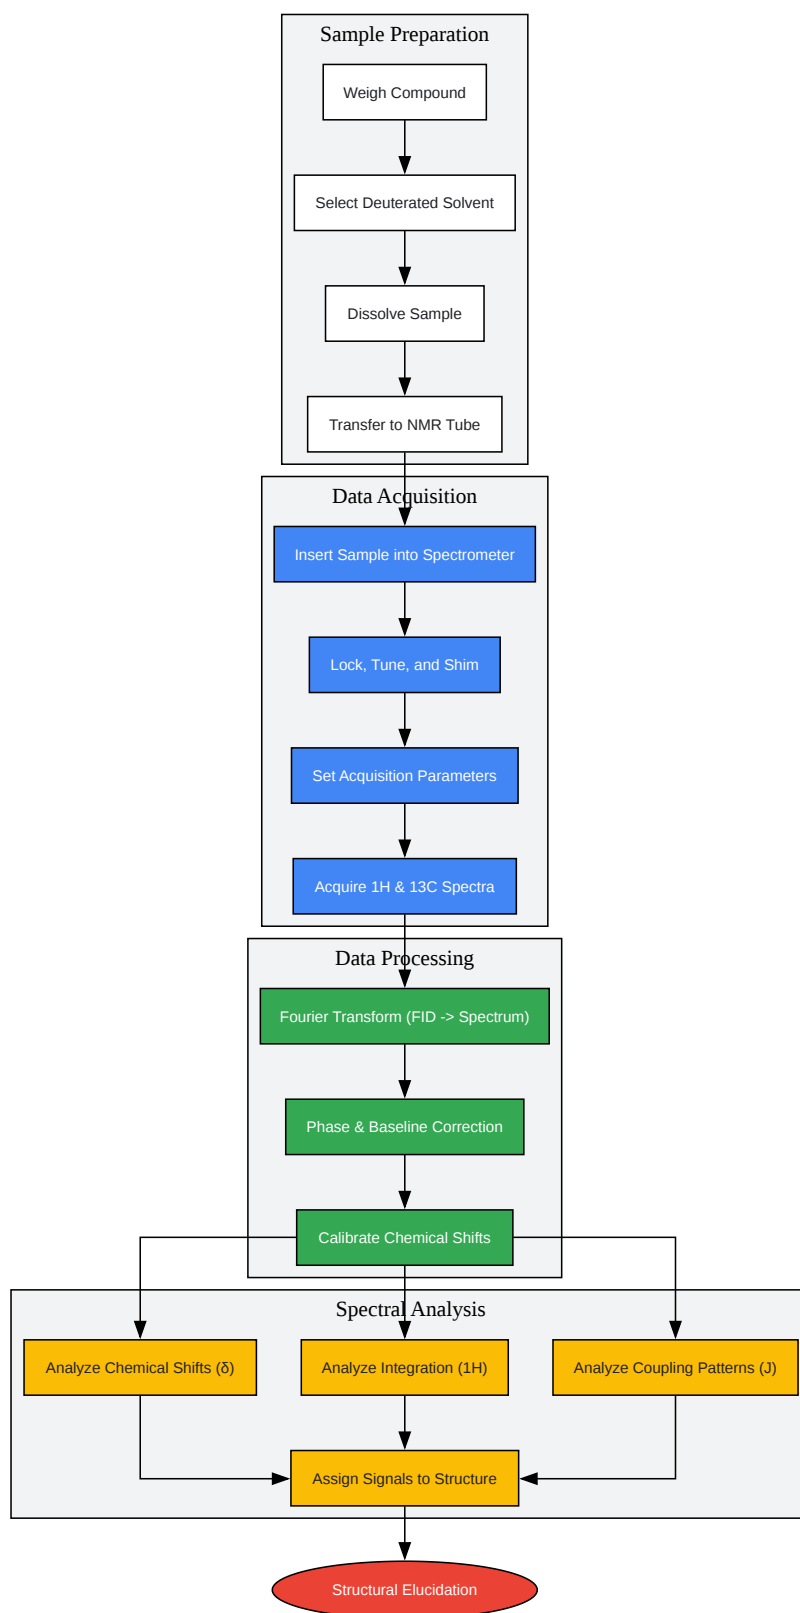 Sample Preparation
Weigh Compound
Select Deuterated Solvent
Dissolve Sample
Transfer to NMR Tube
Data Acquisition
Insert Sample into Spectrometer
Lock, Tune, and Shim
Set Acquisition Parameters
Acquire 1H & 13C Spectra
Data Processing
Fourier Transform (FID -> Spectrum)
Phase & Baseline Correction
Calibrate Chemical Shifts
Spectral Analysis
Analyze Chemical Shifts (δ)
Analyze Integration (1H)
Analyze Coupling Patterns (J)
Assign Signals to Structure
Structural Elucidation